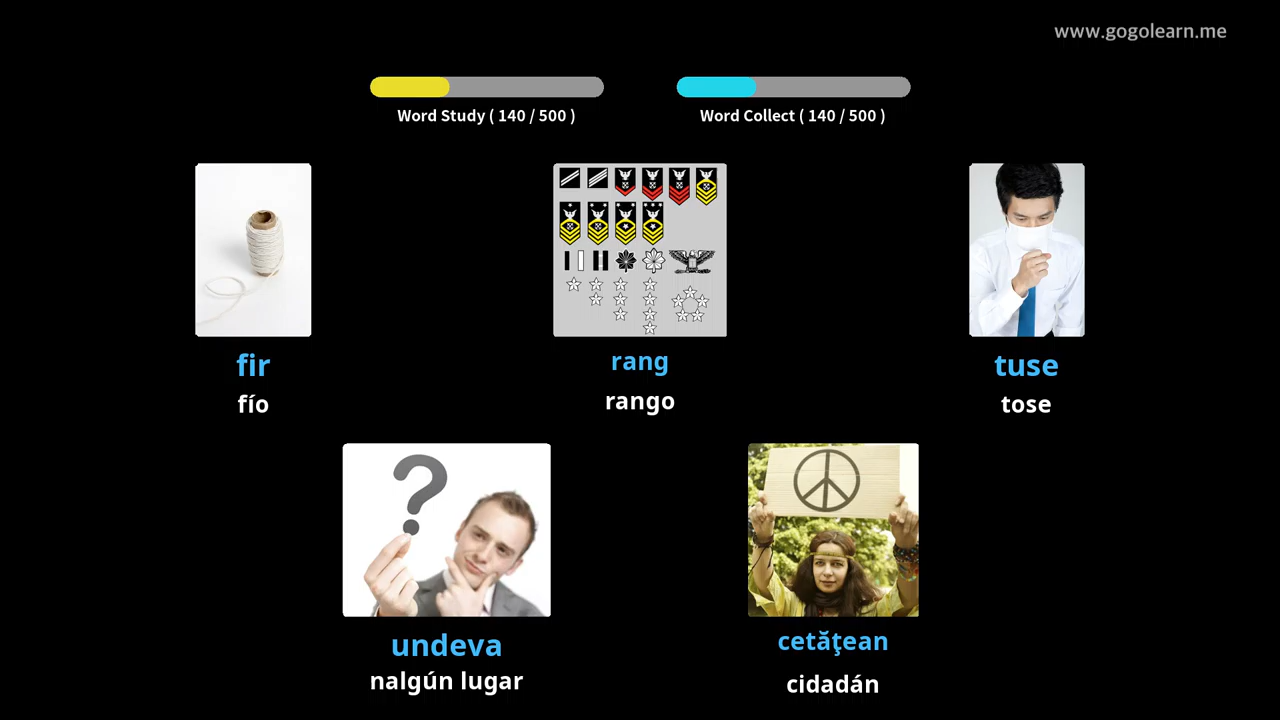 www.gogolearn.me
Word Study ( 140 / 500 )
Word Collect ( 140 / 500 )
fir
fío
rang
rango
tuse
tose
undeva
nalgún lugar
cetăţean
cidadán